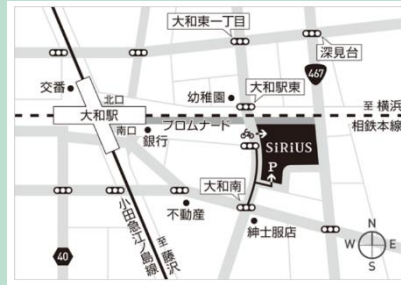 大和東一丁目
深見台
467
交番
幼稚園
大和駅東
北口
至 横浜
大和駅
プロムナード
相鉄本線
南口
銀行
SiRiUS
P
大和南
不動産
紳士服店
小田急江ノ島線
至 藤沢
40
N
W
E
S